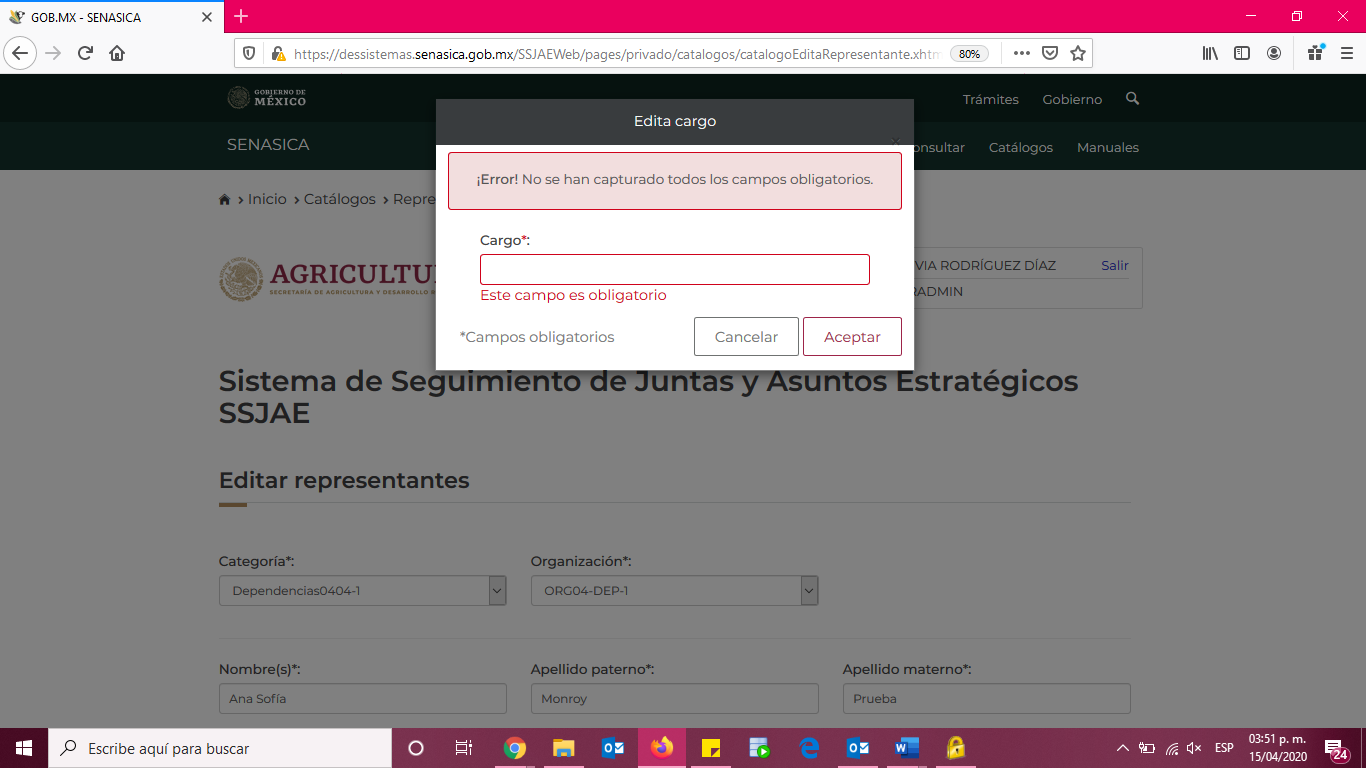 GOB.MX - SENASICA
https://dessistemas.senasica.gob.mx/SSJAEWeb/pages/privado/catalogos/catalogoEditaRepresentante.xhtm
80%
GOBIERNO DE
MÉXICO
Trámites
Gobierno
Edita cargo
SENASICA
onsultar
Catálogos
Manuales
¡Error! No se han capturado todos los campos obligatorios.
Inicio
Catálogos
Repre
Cargo*:
AGRICULTU
SECRETARÍA DE AGRICULTURA Y DESARROLLO R
VIA RODRÍGUEZ DÍAZ
Salir
RADMIN
Este campo es obligatorio
*Campos obligatorios
Cancelar
Aceptar
Sistema de Seguimiento de Juntas y Asuntos Estratégicos
SSJAE
Editar representantes
Categoría*:
Organización*:
Dependencias0404-1
ORG04-DEP-1
Nombre(s)*:
Apellido paterno*:
Apellido materno*:
Ana Sofía
Monroy
Prueba
Escribe aquí para buscar
ESP
03:51 p. m.
15/04/2020
24